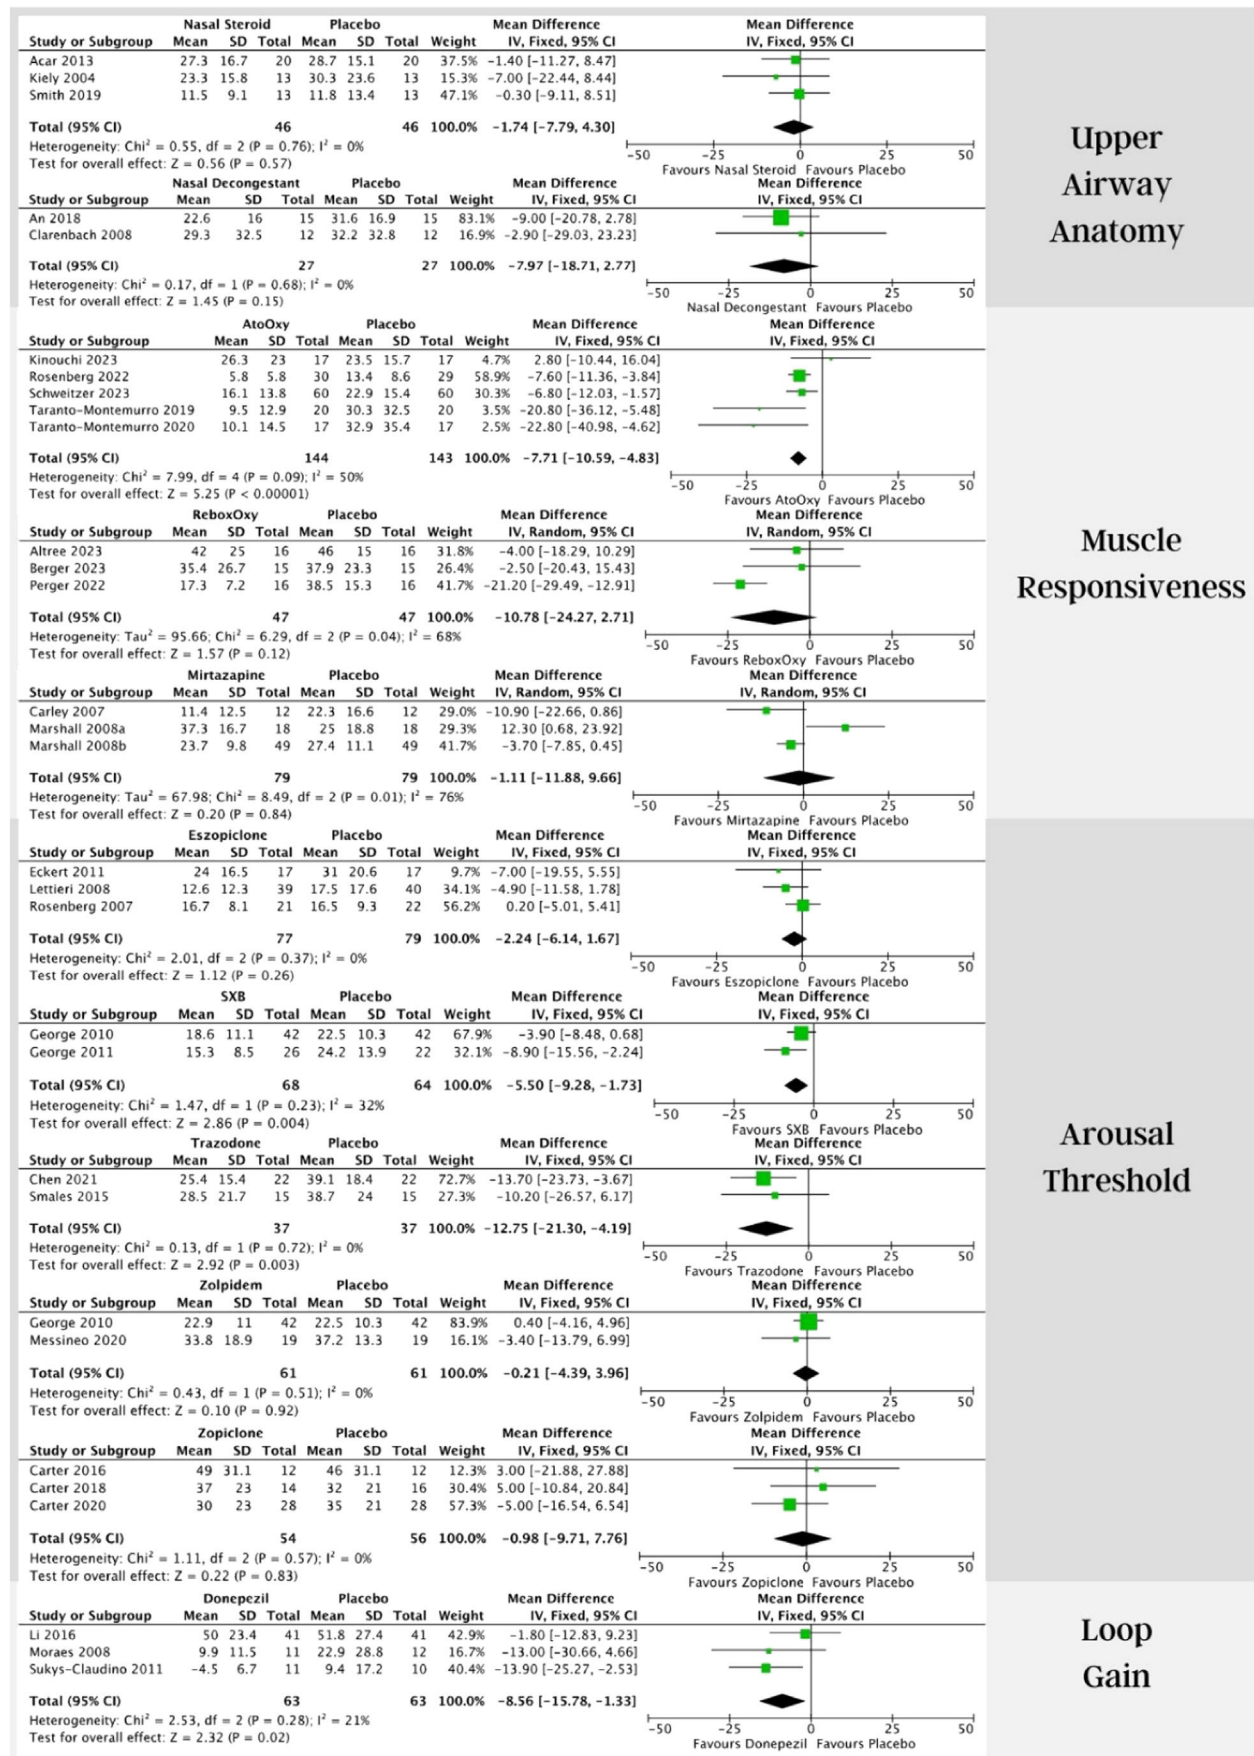 Nasal Steroid Placebo Mean Difference Mean Difference
Study or Subgroup Mean SD Total Mean SD Total Weight IV, Fixed, 95% CI IV, Fixed, 95% CI
Acar 2013 27.3 16.7 20 28.7 15.1 20 37.5% -1.40 [-11.27, 8.47]
Kiely 2004 23.3 15.8 13 30.3 23.6 13 15.3% -7.00 [-22.44, 8.44]
Smith 2019 11.5 9.1 13 11.8 13.4 13 47.1% -0.30 [-9.11, 8.51]
Total (95% CI) 46 46 100.0% -1.74 [-7.79, 4.30]
Heterogeneity: Chi² = 0.55, df = 2 (P = 0.76); I² = 0%
Test for overall effect: Z = 0.56 (P = 0.57)
-50 -25 0 25 50
Favours Nasal Steroid Favours Placebo
Upper
Airway
Anatomy
Nasal Decongestant Placebo Mean Difference Mean Difference
Study or Subgroup Mean SD Total Mean SD Total Weight IV, Fixed, 95% CI IV, Fixed, 95% CI
An 2018 22.6 16 15 31.6 16.9 15 83.1% -9.00 [-20.78, 2.78]
Clarenbach 2008 29.3 32.5 12 32.2 32.8 12 16.9% -2.90 [-29.03, 23.23]
Total (95% CI) 27 27 100.0% -7.97 [-18.71, 2.77]
Heterogeneity: Chi² = 0.17, df = 1 (P = 0.68); I² = 0%
Test for overall effect: Z = 1.45 (P = 0.15)
-50 -25 0 25 50
Nasal Decongestant Favours Placebo
AtoOxy Placebo Mean Difference Mean Difference
Study or Subgroup Mean SD Total Mean SD Total Weight IV, Fixed, 95% CI IV, Fixed, 95% CI
Kinouchi 2023 26.3 23 17 23.5 15.7 17 4.7% 2.80 [-10.44, 16.04]
Rosenberg 2022 5.8 5.8 30 13.4 8.6 29 58.9% -7.60 [-11.36, -3.84]
Schweitzer 2023 16.1 13.8 60 22.9 15.4 60 30.3% -6.80 [-12.03, -1.57]
Taranto-Montemurro 2019 9.5 12.9 20 30.3 32.5 20 3.5% -20.80 [-36.12, -5.48]
Taranto-Montemurro 2020 10.1 14.5 17 32.9 35.4 17 2.5% -22.80 [-40.98, -4.62]
Total (95% CI) 144 143 100.0% -7.71 [-10.59, -4.83]
Heterogeneity: Chi² = 7.99, df = 4 (P = 0.09); I² = 50%
Test for overall effect: Z = 5.25 (P < 0.00001)
-50 -25 0 25 50
Favours AtoOxy Favours Placebo
ReboxOxy Placebo Mean Difference Mean Difference
Study or Subgroup Mean SD Total Mean SD Total Weight IV, Random, 95% CI IV, Random, 95% CI
Altree 2023 42 25 16 46 15 16 31.8% -4.00 [-18.29, 10.29]
Berger 2023 35.4 26.7 15 37.9 23.3 15 26.4% -2.50 [-20.43, 15.43]
Perger 2022 17.3 7.2 16 38.5 15.3 16 41.7% -21.20 [-29.49, -12.91]
Total (95% CI) 47 47 100.0% -10.78 [-24.27, 2.71]
Heterogeneity: Tau² = 95.66; Chi² = 6.29, df = 2 (P = 0.04); I² = 68%
Test for overall effect: Z = 1.57 (P = 0.12)
-50 -25 0 25 50
Favours ReboxOxy Favours Placebo
Muscle
Responsiveness
Mirtazapine Placebo Mean Difference Mean Difference
Study or Subgroup Mean SD Total Mean SD Total Weight IV, Random, 95% CI IV, Random, 95% CI
Carley 2007 11.4 12.5 12 22.3 16.6 12 29.0% -10.90 [-22.66, 0.86]
Marshall 2008a 37.3 16.7 18 25 18.8 18 29.3% 12.30 [0.68, 23.92]
Marshall 2008b 23.7 9.8 49 27.4 11.1 49 41.7% -3.70 [-7.85, 0.45]
Total (95% CI) 79 79 100.0% -1.11 [-11.88, 9.66]
Heterogeneity: Tau² = 67.98; Chi² = 8.49, df = 2 (P = 0.01); I² = 76%
Test for overall effect: Z = 0.20 (P = 0.84)
-50 -25 0 25 50
Favours Mirtazapine Favours Placebo
Eszopiclone Placebo Mean Difference Mean Difference
Study or Subgroup Mean SD Total Mean SD Total Weight IV, Fixed, 95% CI IV, Fixed, 95% CI
Eckert 2011 24 16.5 17 31 20.6 17 9.7% -7.00 [-19.55, 5.55]
Lettieri 2008 12.6 12.3 39 17.5 17.6 40 34.1% -4.90 [-11.58, 1.78]
Rosenberg 2007 16.7 8.1 21 16.5 9.3 22 56.2% 0.20 [-5.01, 5.41]
Total (95% CI) 77 79 100.0% -2.24 [-6.14, 1.67]
Heterogeneity: Chi² = 2.01, df = 2 (P = 0.37); I² = 0%
Test for overall effect: Z = 1.12 (P = 0.26)
-50 -25 0 25 50
Favours Eszopiclone Favours Placebo
SXB Placebo Mean Difference Mean Difference
Study or Subgroup Mean SD Total Mean SD Total Weight IV, Fixed, 95% CI IV, Fixed, 95% CI
George 2010 18.6 11.1 42 22.5 10.3 42 67.9% -3.90 [-8.48, 0.68]
George 2011 15.3 8.5 26 24.2 13.9 22 32.1% -8.90 [-15.56, -2.24]
Total (95% CI) 68 64 100.0% -5.50 [-9.28, -1.73]
Heterogeneity: Chi² = 1.47, df = 1 (P = 0.23); I² = 32%
Test for overall effect: Z = 2.86 (P = 0.004)
-50 -25 0 25 50
Favours SXB Favours Placebo
Arousal
Threshold
Trazodone Placebo Mean Difference Mean Difference
Study or Subgroup Mean SD Total Mean SD Total Weight IV, Fixed, 95% CI IV, Fixed, 95% CI
Chen 2021 25.4 15.4 22 39.1 18.4 22 72.7% -13.70 [-23.73, -3.67]
Smales 2015 28.5 21.7 15 38.7 24 15 27.3% -10.20 [-26.57, 6.17]
Total (95% CI) 37 37 100.0% -12.75 [-21.30, -4.19]
Heterogeneity: Chi² = 0.13, df = 1 (P = 0.72); I² = 0%
Test for overall effect: Z = 2.92 (P = 0.003)
-50 -25 0 25 50
Favours Trazodone Favours Placebo
Zolpidem Placebo Mean Difference Mean Difference
Study or Subgroup Mean SD Total Mean SD Total Weight IV, Fixed, 95% CI IV, Fixed, 95% CI
George 2010 22.9 11 42 22.5 10.3 42 83.9% 0.40 [-4.16, 4.96]
Messineo 2020 33.8 18.9 19 37.2 13.3 19 16.1% -3.40 [-13.79, 6.99]
Total (95% CI) 61 61 100.0% -0.21 [-4.39, 3.96]
Heterogeneity: Chi² = 0.43, df = 1 (P = 0.51); I² = 0%
Test for overall effect: Z = 0.10 (P = 0.92)
-50 -25 0 25 50
Favours Zolpidem Favours Placebo
Zopiclone Placebo Mean Difference Mean Difference
Study or Subgroup Mean SD Total Mean SD Total Weight IV, Fixed, 95% CI IV, Fixed, 95% CI
Carter 2016 49 31.1 12 46 31.1 12 12.3% 3.00 [-21.88, 27.88]
Carter 2018 37 23 14 32 21 16 30.4% 5.00 [-10.84, 20.84]
Carter 2020 30 23 28 35 21 28 57.3% -5.00 [-16.54, 6.54]
Total (95% CI) 54 56 100.0% -0.98 [-9.71, 7.76]
Heterogeneity: Chi² = 1.11, df = 2 (P = 0.57); I² = 0%
Test for overall effect: Z = 0.22 (P = 0.83)
-50 -25 0 25 50
Favours Zopiclone Favours Placebo
Donepezil Placebo Mean Difference Mean Difference
Study or Subgroup Mean SD Total Mean SD Total Weight IV, Fixed, 95% CI IV, Fixed, 95% CI
Li 2016 50 23.4 41 51.8 27.4 41 42.9% -1.80 [-12.83, 9.23]
Moraes 2008 9.9 11.5 11 22.9 28.8 12 16.7% -13.00 [-30.66, 4.66]
Sukys-Claudino 2011 -4.5 6.7 11 9.4 17.2 10 40.4% -13.90 [-25.27, -2.53]
Total (95% CI) 63 63 100.0% -8.56 [-15.78, -1.33]
Heterogeneity: Chi² = 2.53, df = 2 (P = 0.28); I² = 21%
Test for overall effect: Z = 2.32 (P = 0.02)
-50 -25 0 25 50
Favours Donepezil Favours Placebo
Loop
Gain